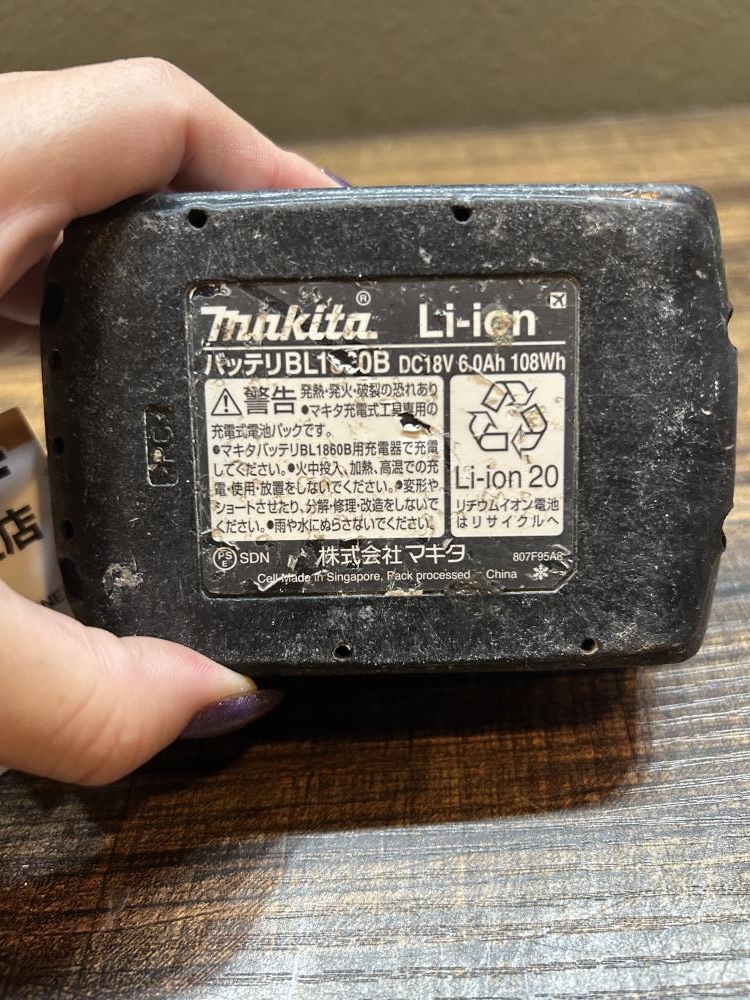 makita® Li-ion
バッテリBL1860B DC18V 6.0Ah 108Wh
警告 発熱・発火・破裂の恐れあり
●マキタ充電式工具専用の
充電式電池パックです。
●マキタバッテリBL1860B用充電器で充電
してください。●火中投入、加熱、高温での充
電・使用・放置をしないでください。●変形や
ショートさせたり、分解・修理・改造をしないで
ください。●雨や水にぬらさないでください。
Li-ion 20
リチウムイオン電池
はリサイクルへ
PSE SDN 株式会社マキタ 807F95A8
Cell Made in Singapore, Pack processed China
店